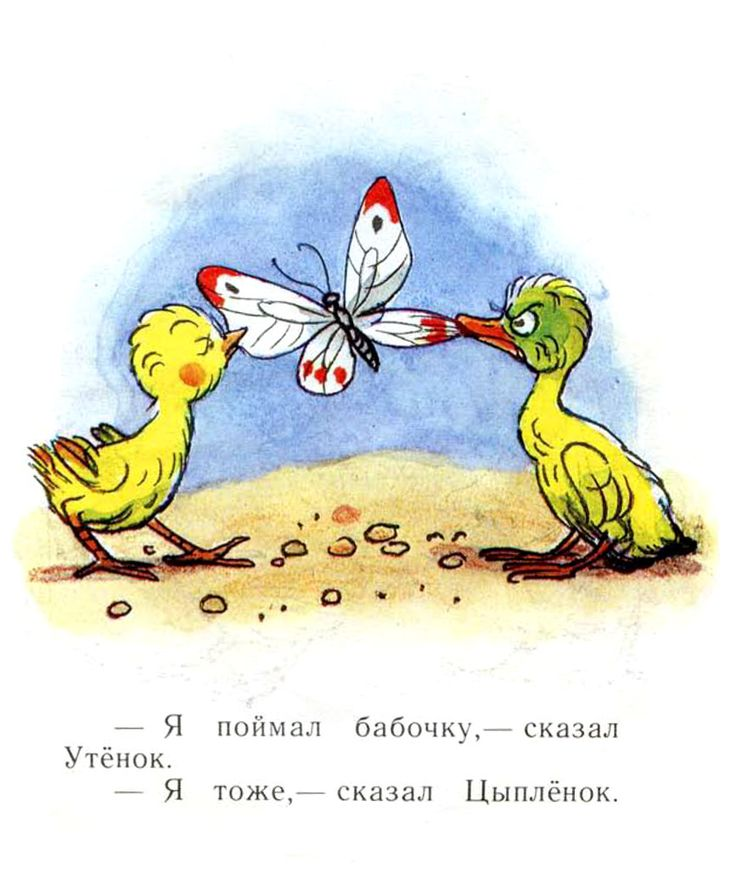 — Я поймал бабочку,— сказал
Утёнок.
— Я тоже,— сказал Цыплёнок.